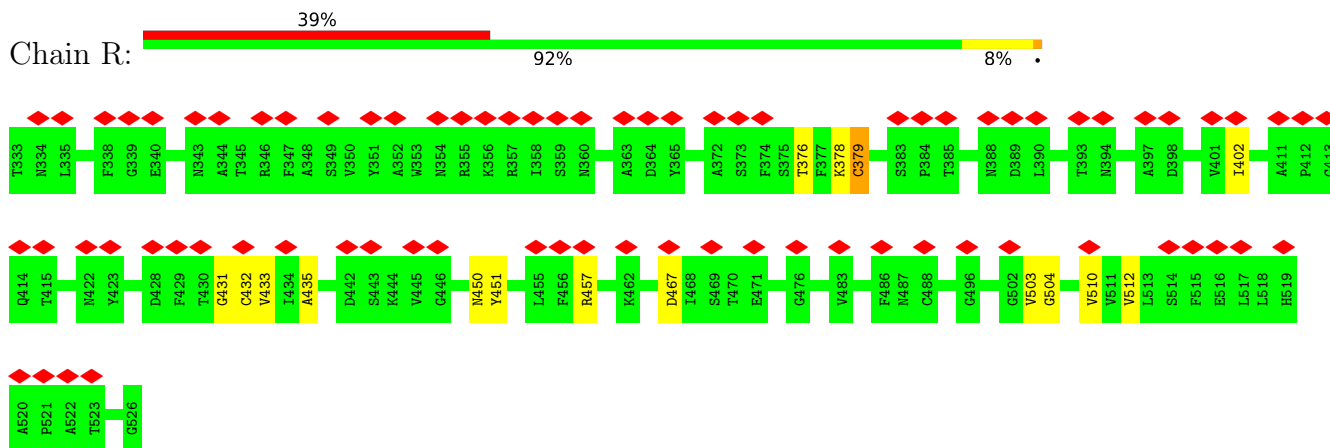 39%
Chain R:
92% 8% •
T333 N334 L335 F338 G339 E340 N343 A344 T345 R346 F347 A348 S349 V350 Y351 A352 W353 N354 R355 K356 R357 I358 S359 N360 A363 D364 Y365 A372 S373 F374 S375 T376 F377 K378 C379 S383 P384 T385 N388 D389 L390 T393 N394 A397 D398 V401 I402 A411 P412 G413
Q414 T415 N422 Y423 D428 F429 T430 G431 C432 V433 I434 A435 D442 S443 K444 V445 G446 N450 Y451 L455 F456 R457 K462 D467 I468 S469 T470 E471 G476 V483 F486 N487 C488 G496 G502 V503 G504 V510 V511 V512 L513 S514 F515 E516 L517 L518 H519
A520 P521 A522 T523 G526